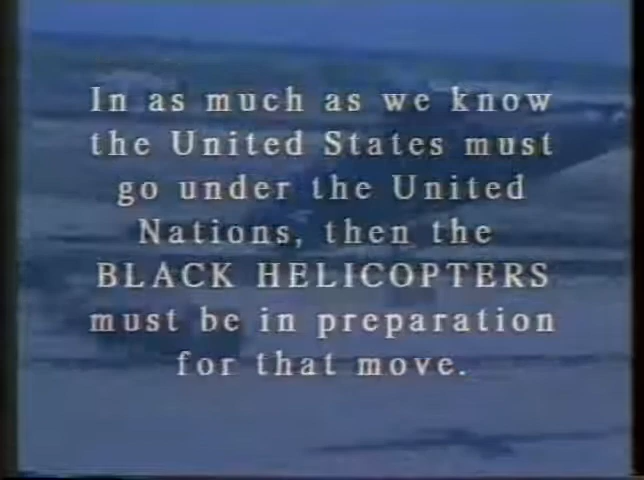 In as much as we know
the United States must
go under the United
Nations, then the
BLACK HELICOPTERS
must be in preparation
for that move.